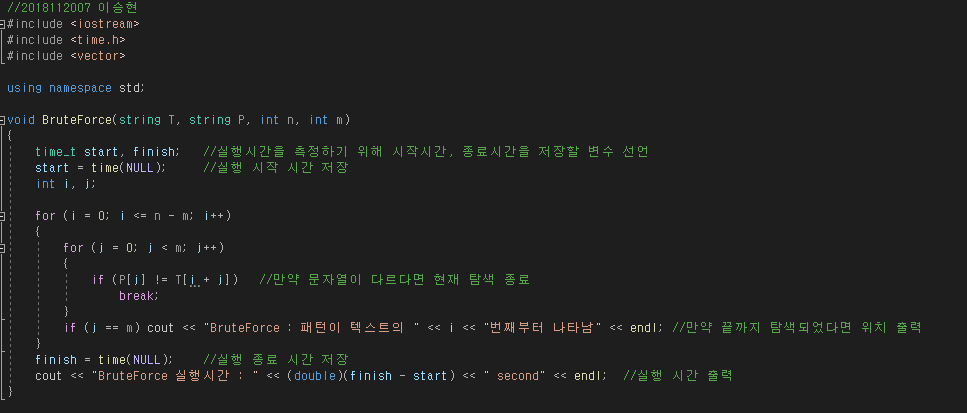 //2018112007 이승현
#include <iostream>
#include <time.h>
#include <vector>
using namespace std;
void BruteForce(string T, string P, int n, int m)
{
time_t start, finish; //실행시간을 측정하기 위해 시작시간, 종료시간을 저장할 변수 선언
start = time(NULL); //실행 시작 시간 저장
int i, j;
for (i = 0; i <= n - m; i++)
{
for (j = 0; j < m; j++)
{
if (P[j] != T[i + j]) //만약 문자열이 다르다면 현재 탐색 종료
break;
}
if (j == m) cout << "BruteForce : 패턴이 텍스트의 " << i << "번째부터 나타남" << endl; //만약 끝까지 탐색되었다면 위치 출력
}
finish = time(NULL); //실행 종료 시간 저장
cout << "BruteForce 실행시간 : " << (double)(finish - start) << " second" << endl; //실행 시간 출력
}